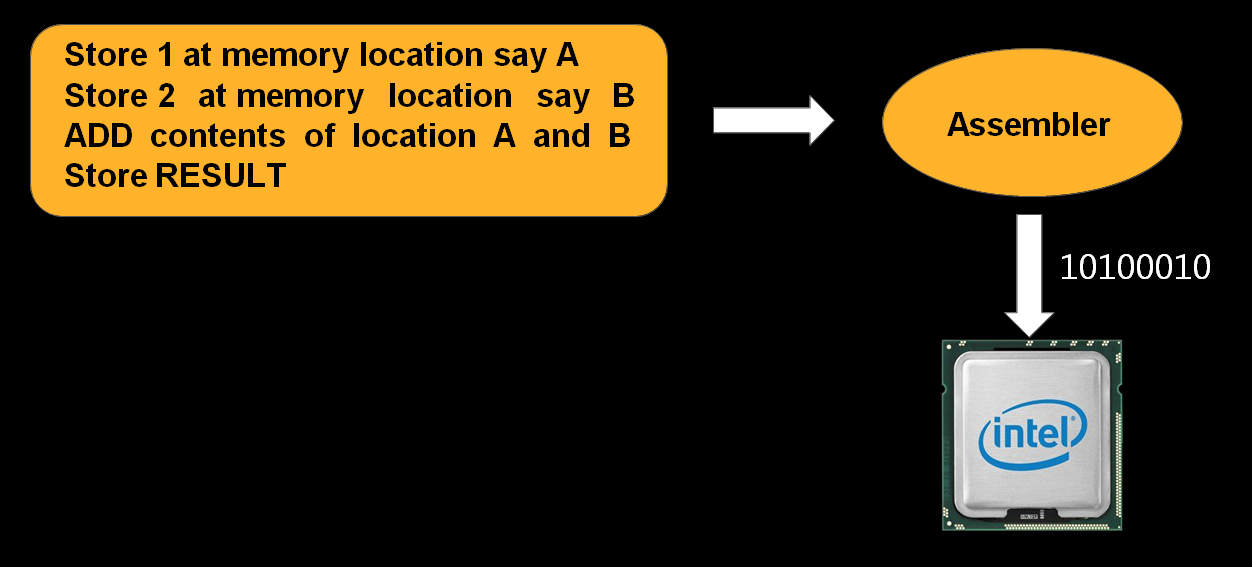 Store 1 at memory location say A
Store 2 at memory location say B
ADD contents of location A and B
Store RESULT
Assembler
10100010
intel